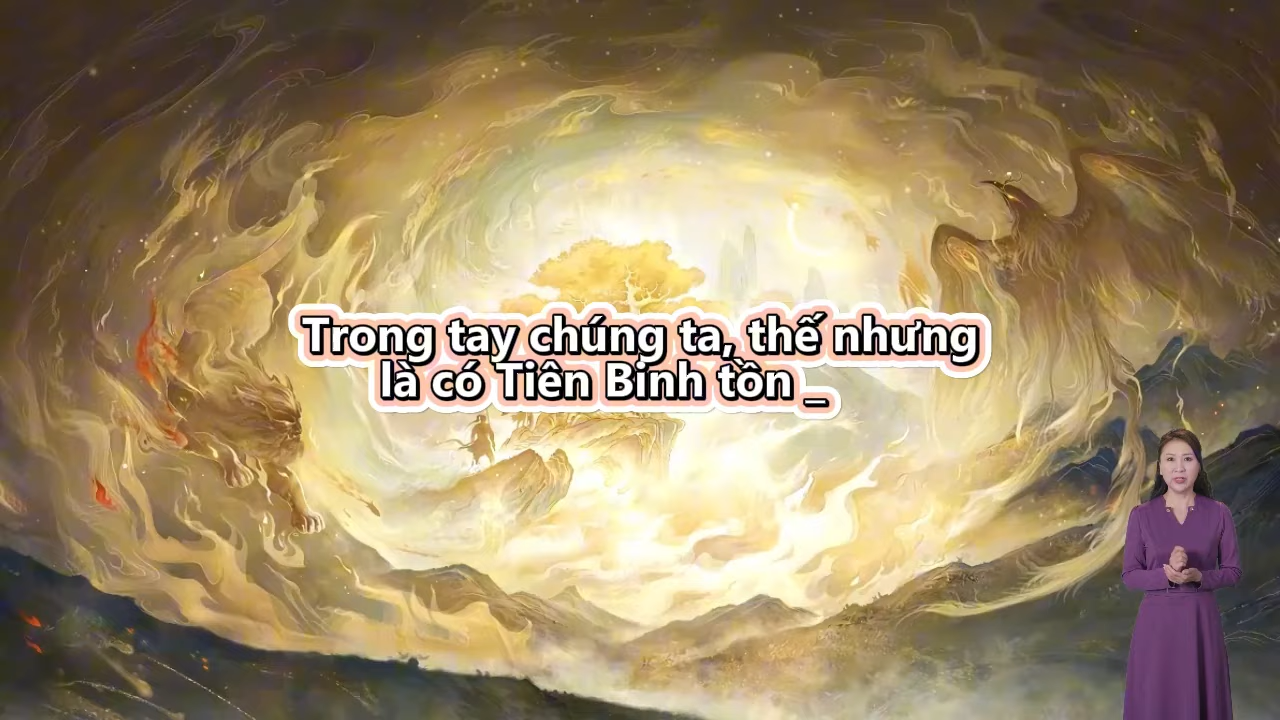 Trong tay chúng ta, thế nhưng
là có Tiên Binh tồn _